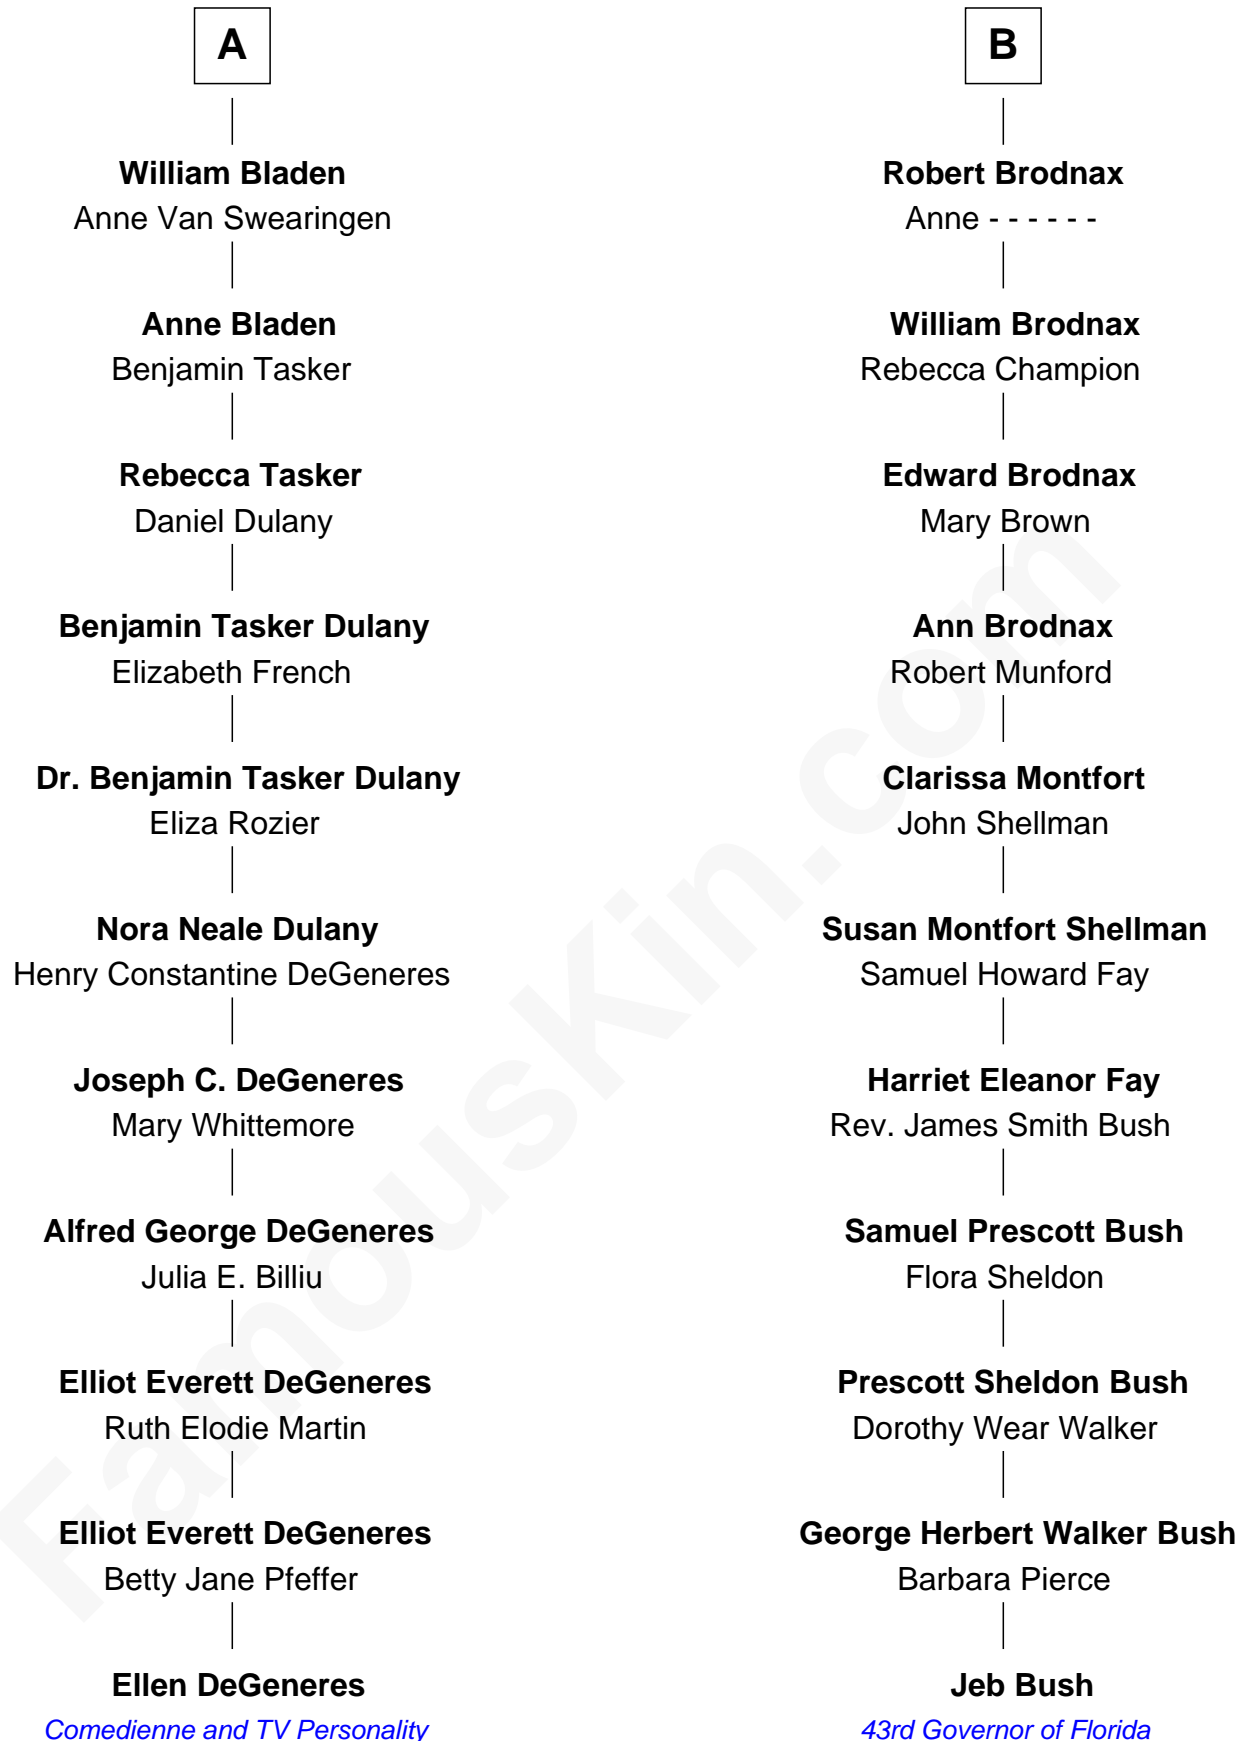 A
William Bladen
Anne Van Swearingen
Anne Bladen
Benjamin Tasker
Rebecca Tasker
Daniel Dulany
Benjamin Tasker Dulany
Elizabeth French
Dr. Benjamin Tasker Dulany
Eliza Rozier
Nora Neale Dulany
Henry Constantine DeGeneres
Joseph C. DeGeneres
Mary Whittemore
Alfred George DeGeneres
Julia E. Billiu
Elliot Everett DeGeneres
Ruth Elodie Martin
Elliot Everett DeGeneres
Betty Jane Pfeffer
Ellen DeGeneres
Comedienne and TV Personality
B
Robert Brodnax
Anne - - - - - -
William Brodnax
Rebecca Champion
Edward Brodnax
Mary Brown
Ann Brodnax
Robert Munford
Clarissa Montfort
John Shellman
Susan Montfort Shellman
Samuel Howard Fay
Harriet Eleanor Fay
Rev. James Smith Bush
Samuel Prescott Bush
Flora Sheldon
Prescott Sheldon Bush
Dorothy Wear Walker
George Herbert Walker Bush
Barbara Pierce
Jeb Bush
43rd Governor of Florida
FamousKin.com